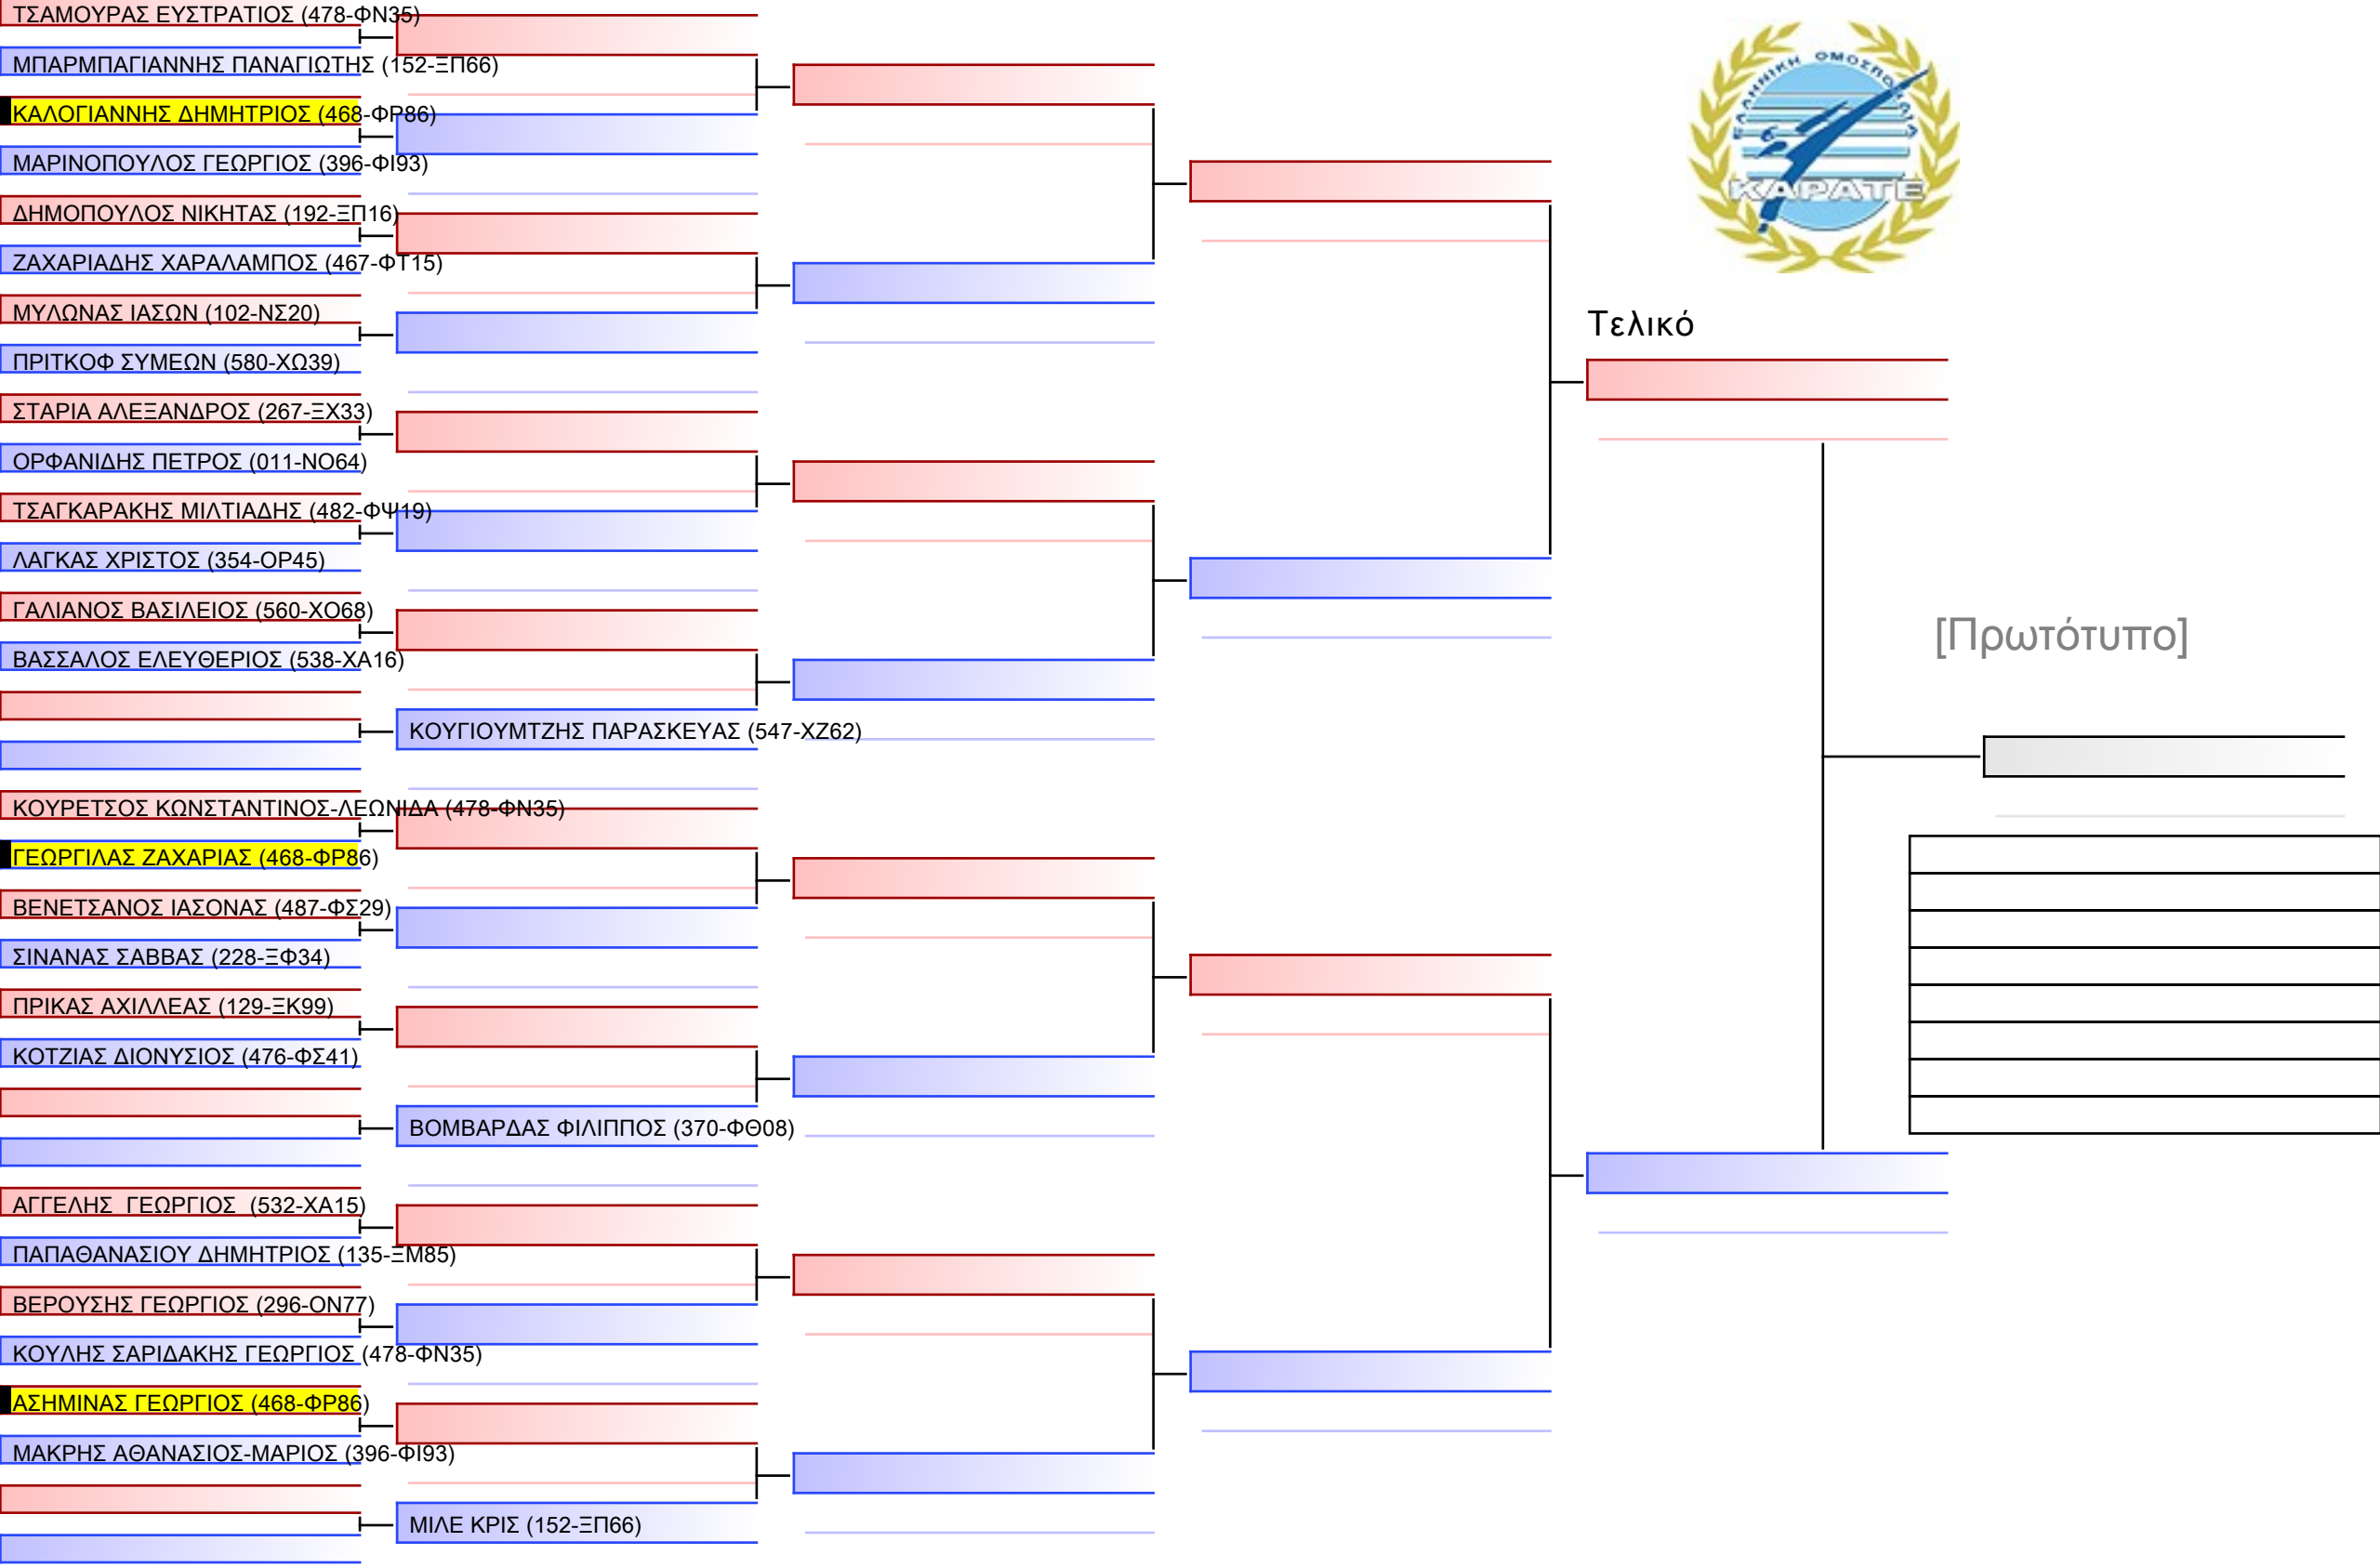 ΤΣΑΜΟΥΡΑΣ ΕΥΣΤΡΑΤΙΟΣ (478-ΦΝ35)
ΜΠΑΡΜΠΑΓΙΑΝΝΗΣ ΠΑΝΑΓΙΩΤΗΣ (152-ΞΠ66)
ΚΑΛΟΓΙΑΝΝΗΣ ΔΗΜΗΤΡΙΟΣ (468-ΦΡ86)
ΜΑΡΙΝΟΠΟΥΛΟΣ ΓΕΩΡΓΙΟΣ (396-ΦΙ93)
ΔΗΜΟΠΟΥΛΟΣ ΝΙΚΗΤΑΣ (192-ΞΠ16)
ΖΑΧΑΡΙΑΔΗΣ ΧΑΡΑΛΑΜΠΟΣ (467-ΦΤ15)
ΜΥΛΩΝΑΣ ΙΑΣΩΝ (102-ΝΣ20)
ΠΡΙΤΚΟΦ ΣΥΜΕΩΝ (580-ΧΩ39)
ΣΤΑΡΙΑ ΑΛΕΞΑΝΔΡΟΣ (267-ΞΧ33)
ΟΡΦΑΝΙΔΗΣ ΠΕΤΡΟΣ (011-ΝΟ64)
ΤΣΑΓΚΑΡΑΚΗΣ ΜΙΛΤΙΑΔΗΣ (482-ΦΨ19)
ΛΑΓΚΑΣ ΧΡΙΣΤΟΣ (354-ΟΡ45)
ΓΑΛΙΑΝΟΣ ΒΑΣΙΛΕΙΟΣ (560-ΧΟ68)
ΒΑΣΣΑΛΟΣ ΕΛΕΥΘΕΡΙΟΣ (538-ΧΑ16)
ΚΟΥΓΙΟΥΜΤΖΗΣ ΠΑΡΑΣΚΕΥΑΣ (547-ΧΖ62)
ΚΟΥΡΕΤΣΟΣ ΚΩΝΣΤΑΝΤΙΝΟΣ-ΛΕΩΝΙΔΑ (478-ΦΝ35)
ΓΕΩΡΓΙΛΑΣ ΖΑΧΑΡΙΑΣ (468-ΦΡ86)
ΒΕΝΕΤΣΑΝΟΣ ΙΑΣΟΝΑΣ (487-ΦΣ29)
ΣΙΝΑΝΑΣ ΣΑΒΒΑΣ (228-ΞΦ34)
ΠΡΙΚΑΣ ΑΧΙΛΛΕΑΣ (129-ΞΚ99)
ΚΟΤΖΙΑΣ ΔΙΟΝΥΣΙΟΣ (476-ΦΣ41)
ΒΟΜΒΑΡΔΑΣ ΦΙΛΙΠΠΟΣ (370-ΦΘ08)
ΑΓΓΕΛΗΣ  ΓΕΩΡΓΙΟΣ  (532-ΧΑ15)
ΠΑΠΑΘΑΝΑΣΙΟΥ ΔΗΜΗΤΡΙΟΣ (135-ΞΜ85)
ΒΕΡΟΥΣΗΣ ΓΕΩΡΓΙΟΣ (296-ΟΝ77)
ΚΟΥΛΗΣ ΣΑΡΙΔΑΚΗΣ ΓΕΩΡΓΙΟΣ (478-ΦΝ35)
ΑΣΗΜΙΝΑΣ ΓΕΩΡΓΙΟΣ (468-ΦΡ86)
ΜΑΚΡΗΣ ΑΘΑΝΑΣΙΟΣ-ΜΑΡΙΟΣ (396-ΦΙ93)
ΜΙΛΕ ΚΡΙΣ (152-ΞΠ66)
ΕΛΛΗΝΙΚΗ ΟΜΟΣΠΟΝΔΙΑ
ΚΑΡΑΤΕ
Τελικό
[Πρωτότυπο]